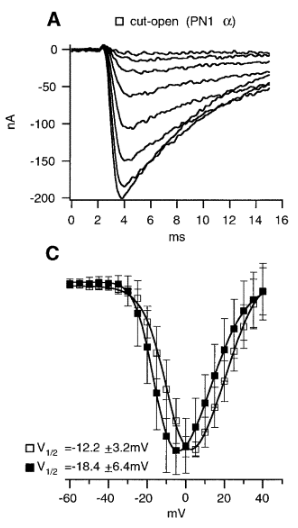 A
□ cut-open (PN1 α)
0
-50
-100
-150
-200
nA
0 2 4 6 8 10 12 14 16
ms
C
□ V1/2 =-12.2 ±3.2mV
■ V1/2 =-18.4 ±6.4mV
-60 -40 -20 0 20 40
mV